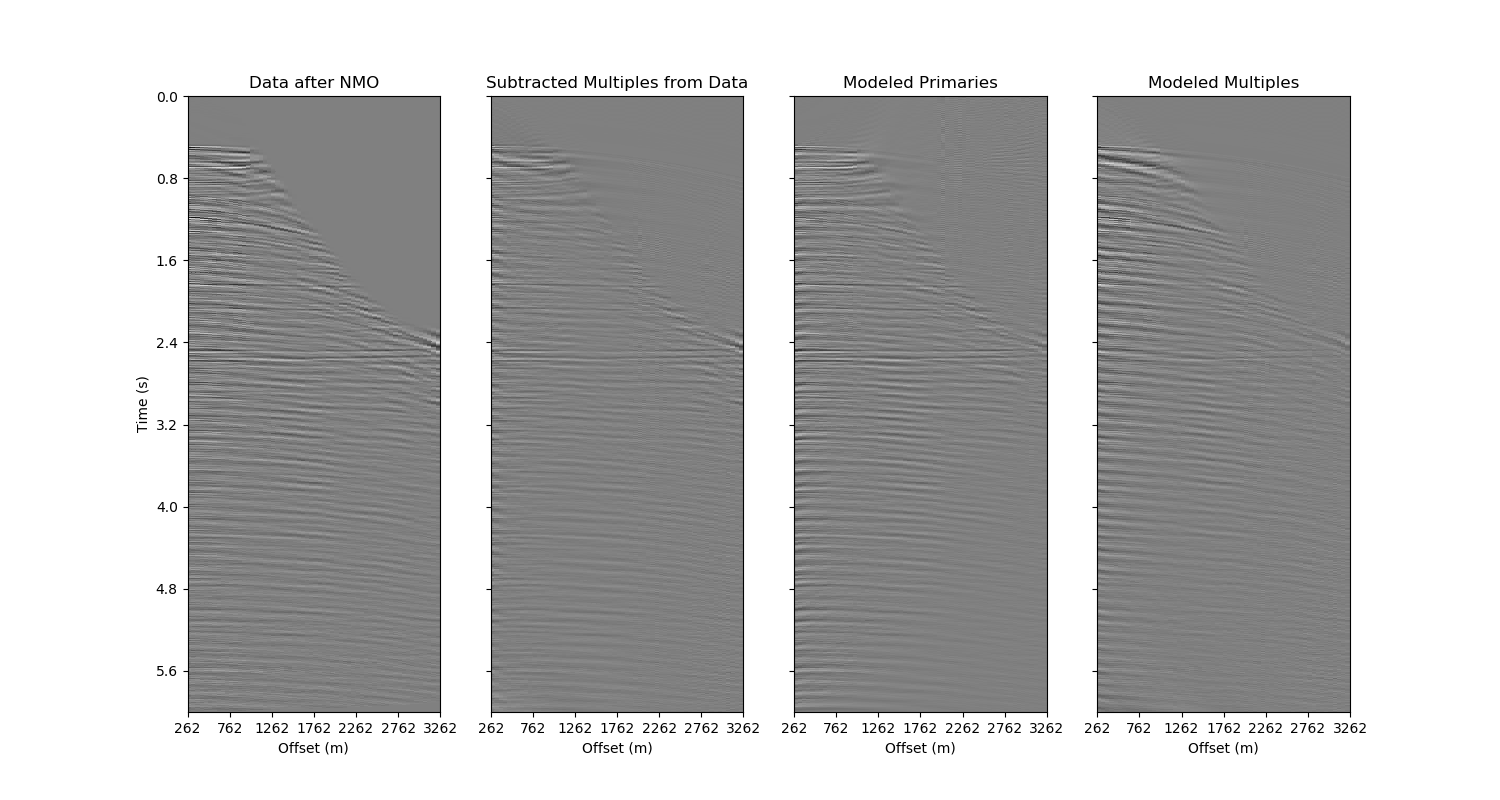 Data after NMO
Subtracted Multiples from Data
Modeled Primaries
Modeled Multiples
0.0
0.8
1.6
2.4
3.2
4.0
4.8
5.6
Time (s)
262 762 1262 1762 2262 2762 3262
262 762 1262 1762 2262 2762 3262
262 762 1262 1762 2262 2762 3262
262 762 1262 1762 2262 2762 3262
Offset (m)
Offset (m)
Offset (m)
Offset (m)